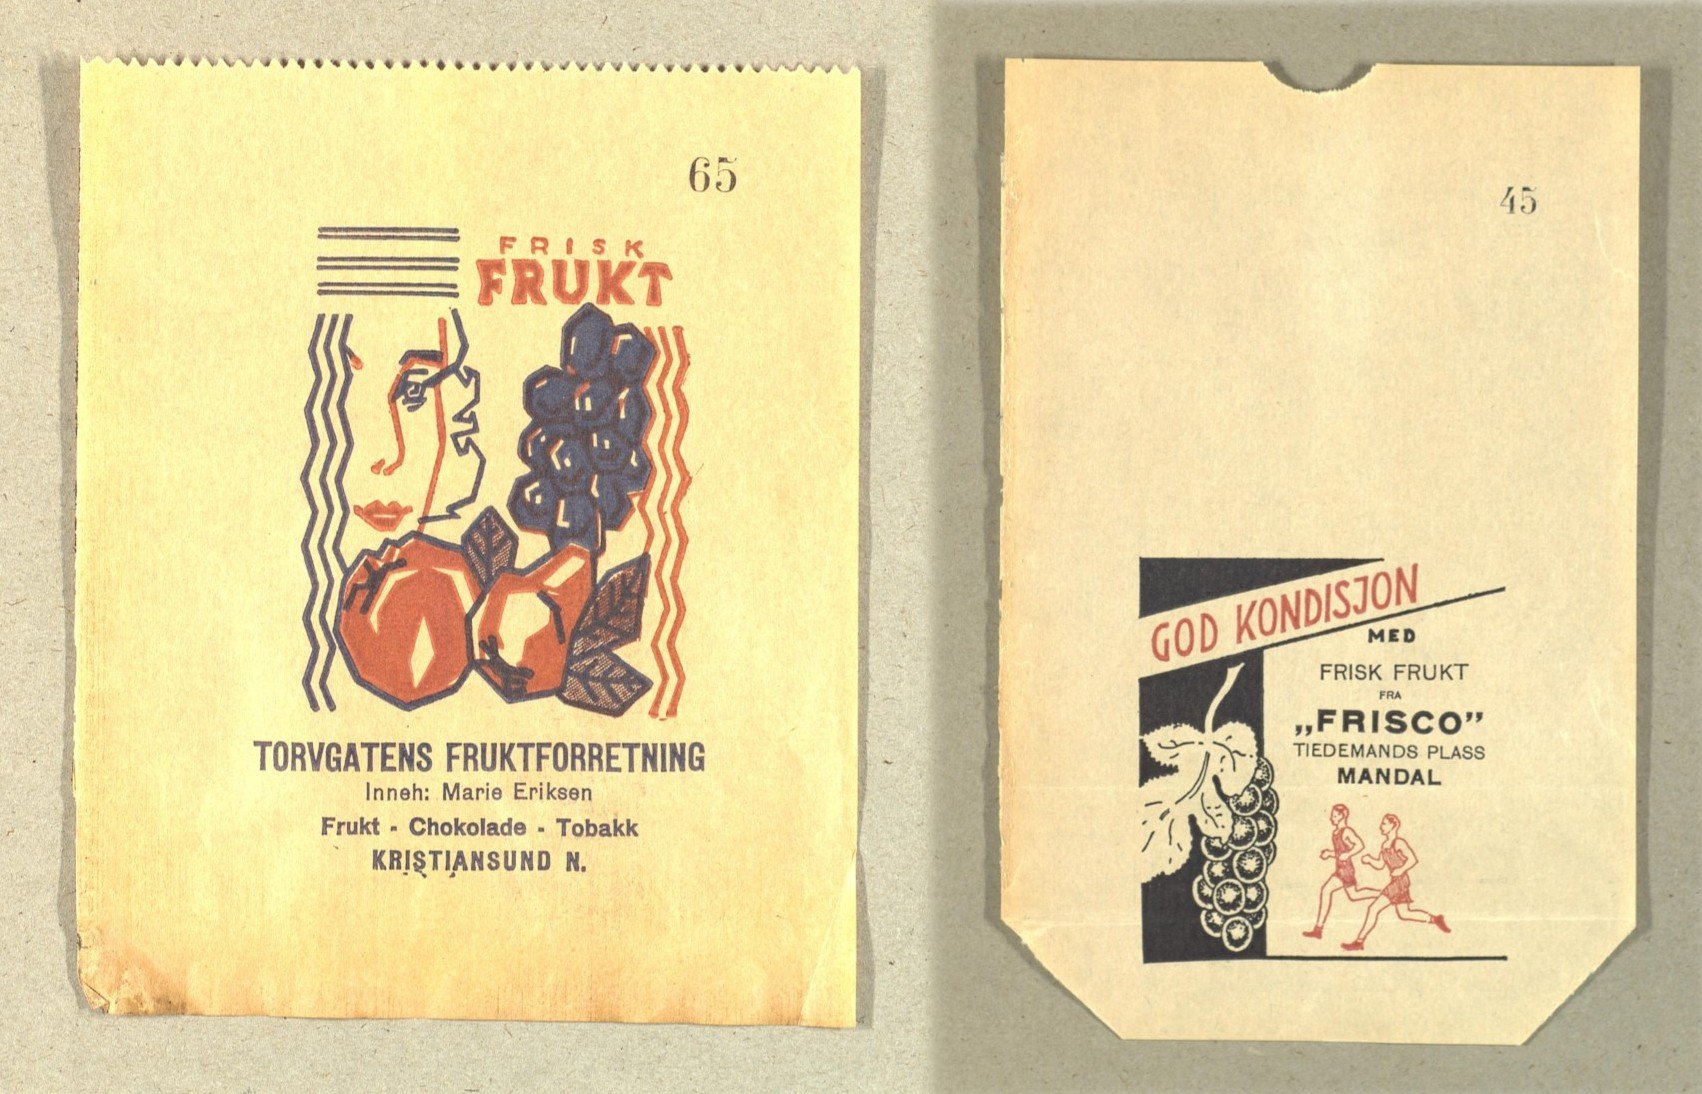 65
FRISK
FRUKT
TORVGATENS FRUKTFORRETNING
Inneh: Marie Eriksen
Frukt - Chokolade - Tobakk
KRISTIANSUND N.
45
GOD KONDISJON
MED
FRISK FRUKT
FRA
„FRISCO”
TIEDEMANDS PLASS
MANDAL